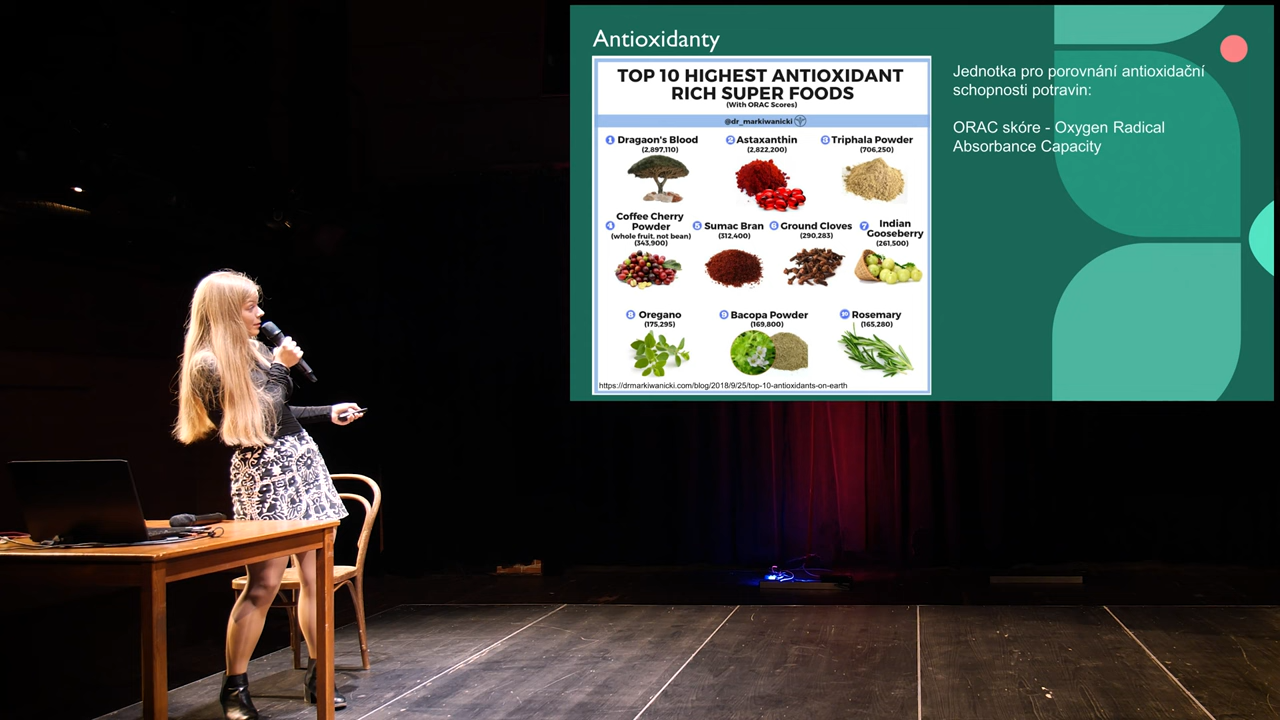 Antioxidanty
TOP 10 HIGHEST ANTIOXIDANT
RICH SUPER FOODS
(With ORAC Scores)
@dr_markiwanicki
1 Dragaon's Blood
(2,897,110)
2 Astaxanthin
(2,822,200)
3 Triphala Powder
(706,250)
4 Coffee Cherry
Powder
(whole fruit, not bean)
(343,900)
5 Sumac Bran
(312,400)
6 Ground Cloves
(290,283)
7 Indian
Gooseberry
(261,500)
8 Oregano
(175,295)
9 Bacopa Powder
(169,800)
10 Rosemary
(165,280)
https://drmarkiwanicki.com/blog/2018/9/25/top-10-antioxidants-on-earth
Jednotka pro porovnání antioxidační
schopnosti potravin:
ORAC skóre - Oxygen Radical
Absorbance Capacity